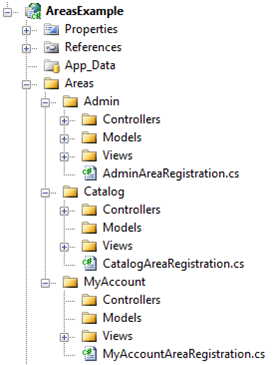 AreasExample
Properties
References
App_Data
Areas
Admin
Controllers
Models
Views
AdminAreaRegistration.cs
Catalog
Controllers
Models
Views
CatalogAreaRegistration.cs
MyAccount
Controllers
Models
Views
MyAccountAreaRegistration.cs